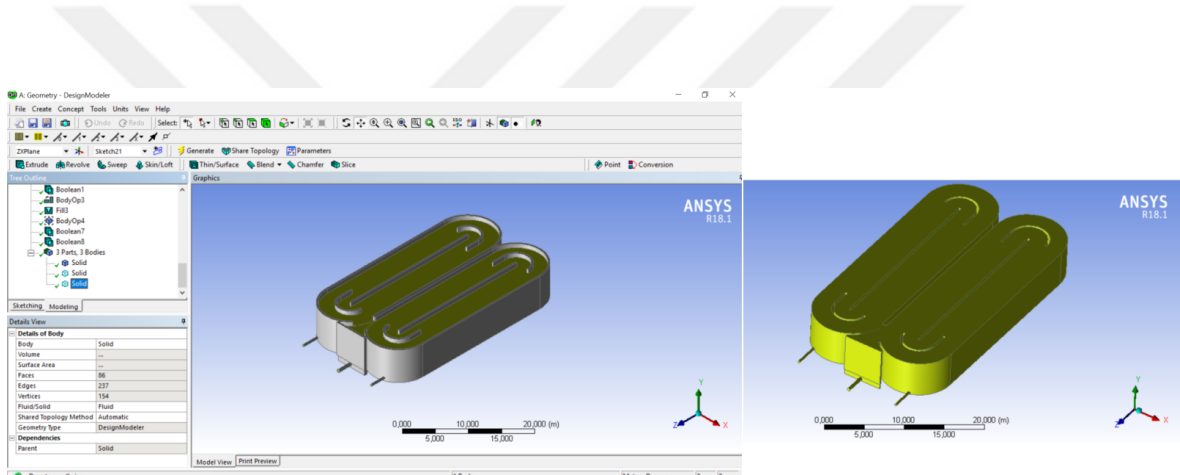 A: Geometry - DesignModeler
File Create Concept Tools Units View Help
Undo Redo Select:
ZXPlane Sketch21 Generate Share Topology Parameters
Extrude Revolve Sweep Skin/Loft Thin/Surface Blend Chamfer Slice Point Conversion
Tree Outline
Boolean1
BodyOp3
Fill3
BodyOp4
Boolean7
Boolean8
3 Parts, 3 Bodies
Solid
Solid
Solid
Sketching Modeling
Details View
Details of Body
Body Solid
Volume ...
Surface Area ...
Faces 86
Edges 237
Vertices 154
Fluid/Solid Fluid
Shared Topology Method Automatic
Geometry Type DesignModeler
Dependencies
Parent Solid
Graphics
ANSYS
R18.1
Y
Z X
0,000 10,000 20,000 (m)
5,000 15,000
Model View Print Preview
ANSYS
R18.1
Y
Z X
0,000 10,000 20,000 (m)
5,000 15,000